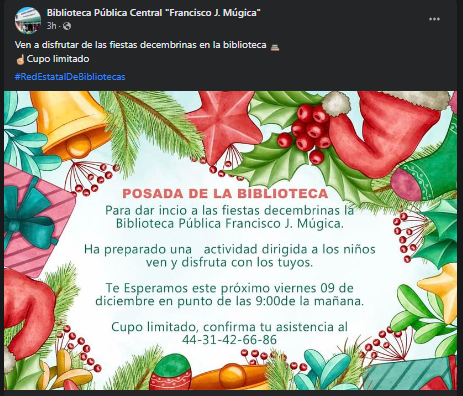 Biblioteca Pública Central "Francisco J. Múgica"
3h ·
Ven a disfrutar de las fiestas decembrinas en la biblioteca
Cupo limitado
#RedEstatalDeBibliotecas
POSADA DE LA BIBLIOTECA
Para dar incio a las fiestas decembrinas la
Biblioteca Pública Francisco J. Múgica.
Ha preparado una actividad dirigida a los niños
ven y disfruta con los tuyos.
Te Esperamos este próximo viernes 09 de
diciembre en punto de las 9:00de la mañana.
Cupo limitado, confirma tu asistencia al
44-31-42-66-86